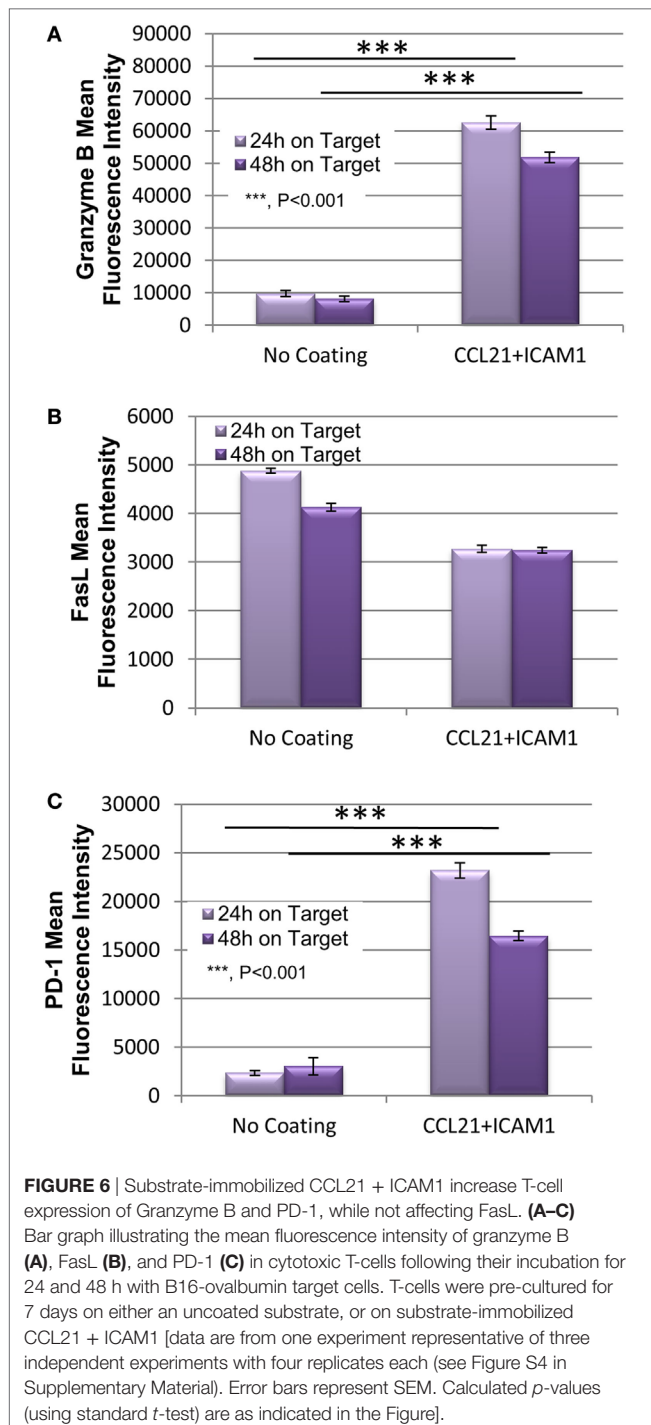 A
Granzyme B Mean
Fluorescence Intensity
90000
80000
70000
60000
50000
40000
30000
20000
10000
0
***
***
24h on Target
48h on Target
***, P<0.001
No Coating
CCL21+ICAM1
B
FasL Mean
Fluorescence Intensity
6000
5000
4000
3000
2000
1000
0
24h on Target
48h on Target
No Coating
CCL21+ICAM1
C
PD-1 Mean
Fluorescence Intensity
30000
25000
20000
15000
10000
5000
0
***
***
24h on Target
48h on Target
***, P<0.001
No Coating
CCL21+ICAM1
FIGURE 6 | Substrate-immobilized CCL21 + ICAM1 increase T-cell
expression of Granzyme B and PD-1, while not affecting FasL. (A–C)
Bar graph illustrating the mean fluorescence intensity of granzyme B
(A), FasL (B), and PD-1 (C) in cytotoxic T-cells following their incubation for
24 and 48 h with B16-ovalbumin target cells. T-cells were pre-cultured for
7 days on either an uncoated substrate, or on substrate-immobilized
CCL21 + ICAM1 [data are from one experiment representative of three
independent experiments with four replicates each (see Figure S4 in
Supplementary Material). Error bars represent SEM. Calculated p-values
(using standard t-test) are as indicated in the Figure].